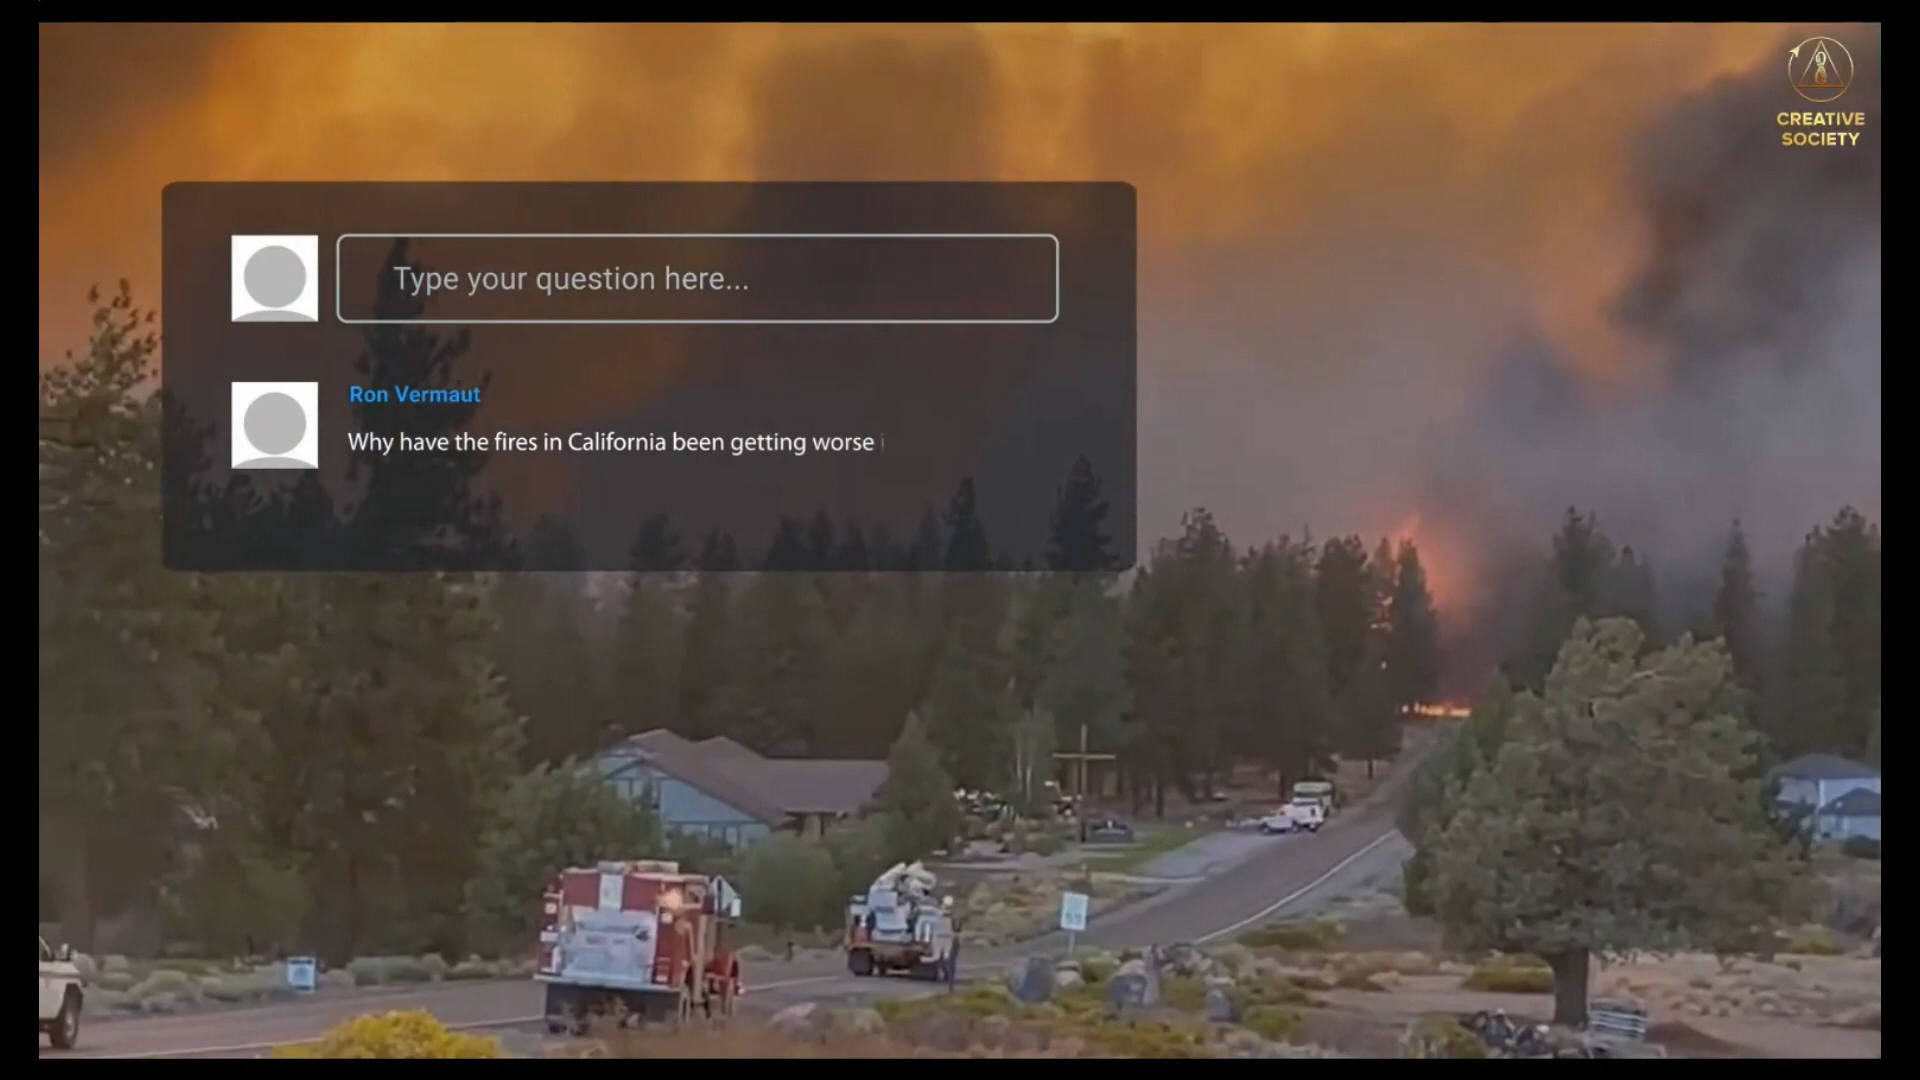 CREATIVE
SOCIETY
Type your question here...
Ron Vermaut
Why have the fires in California been getting worse i